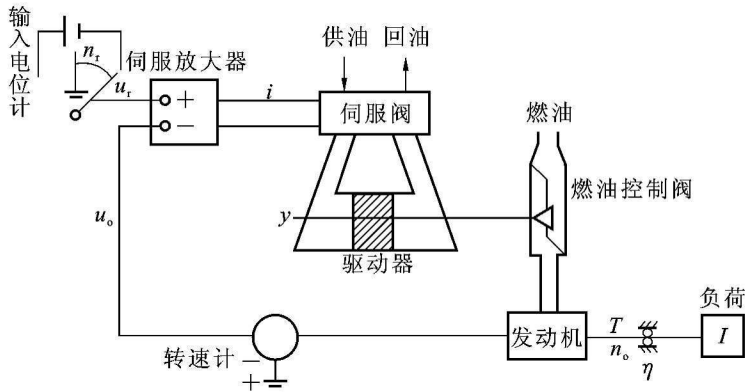 输入电位计
n_r
u_r
伺服放大器
+
−
i
供油 回油
伺服阀
燃油
燃油控制阀
u_o
y
驱动器
转速计
−
+
发动机
T
n_o
η
负荷
I